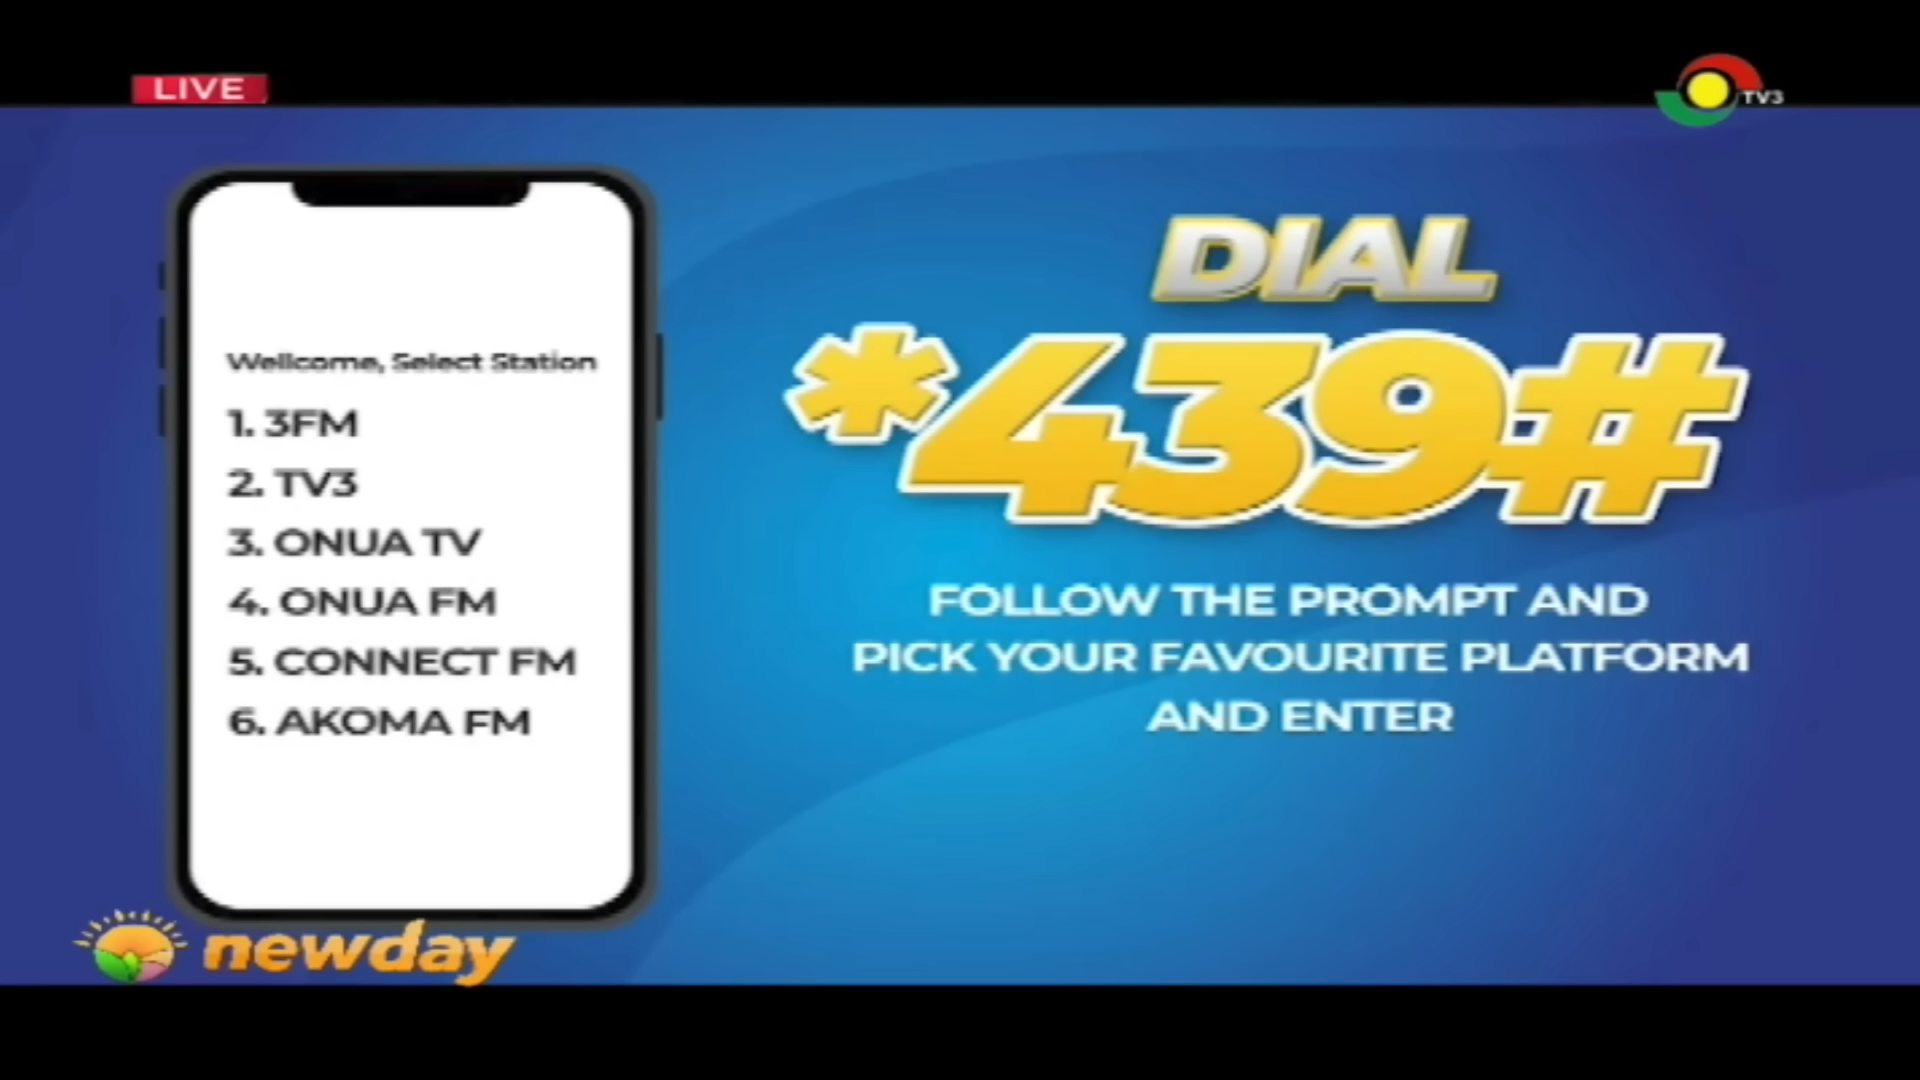 LIVE
TV3
Wellcome, Select Station
1. 3FM
2. TV3
3. ONUA TV
4. ONUA FM
5. CONNECT FM
6. AKOMA FM
DIAL
*439#
FOLLOW THE PROMPT AND
PICK YOUR FAVOURITE PLATFORM
AND ENTER
newday